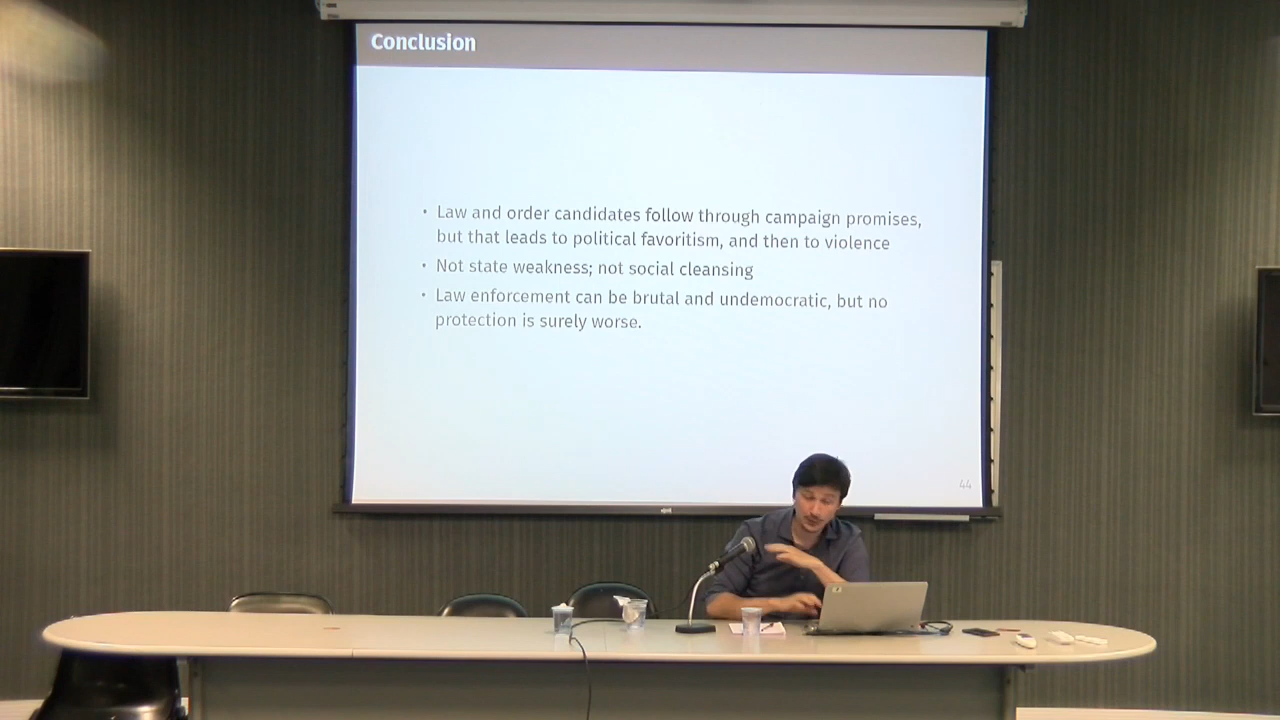 Conclusion
• Law and order candidates follow through campaign promises,
but that leads to political favoritism, and then to violence
• Not state weakness; not social cleansing
• Law enforcement can be brutal and undemocratic, but no
protection is surely worse.
44